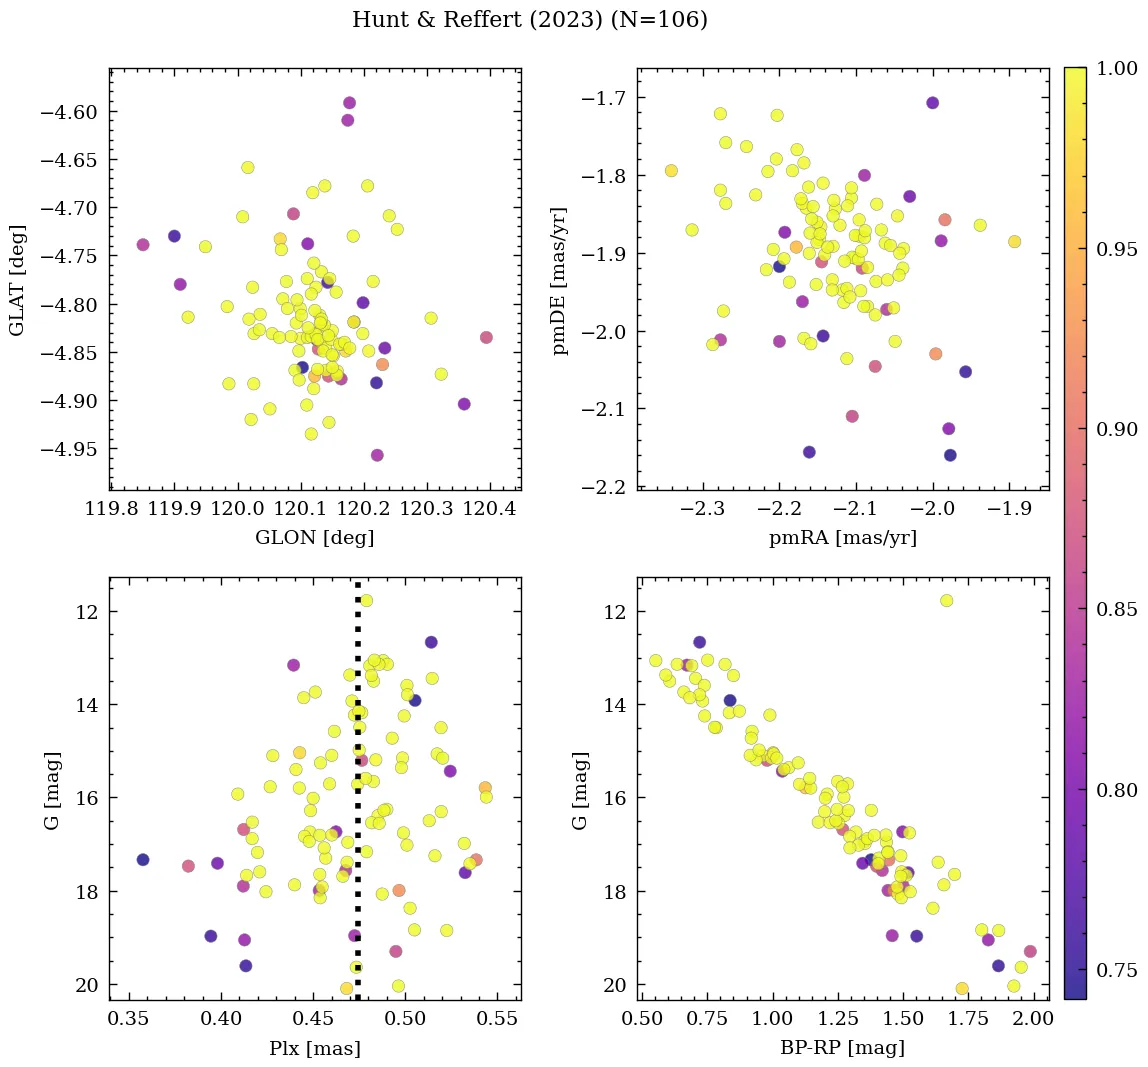 Hunt & Reffert (2023) (N=106)
−4.60
−4.65
−4.70
−4.75
−4.80
−4.85
−4.90
−4.95
GLAT [deg]
119.8 119.9 120.0 120.1 120.2 120.3 120.4
GLON [deg]
−1.7
−1.8
−1.9
−2.0
−2.1
−2.2
pmDE [mas/yr]
−2.3 −2.2 −2.1 −2.0 −1.9
pmRA [mas/yr]
12
14
16
18
20
G [mag]
0.35 0.40 0.45 0.50 0.55
Plx [mas]
12
14
16
18
20
G [mag]
0.50 0.75 1.00 1.25 1.50 1.75 2.00
BP-RP [mag]
1.00
0.95
0.90
0.85
0.80
0.75